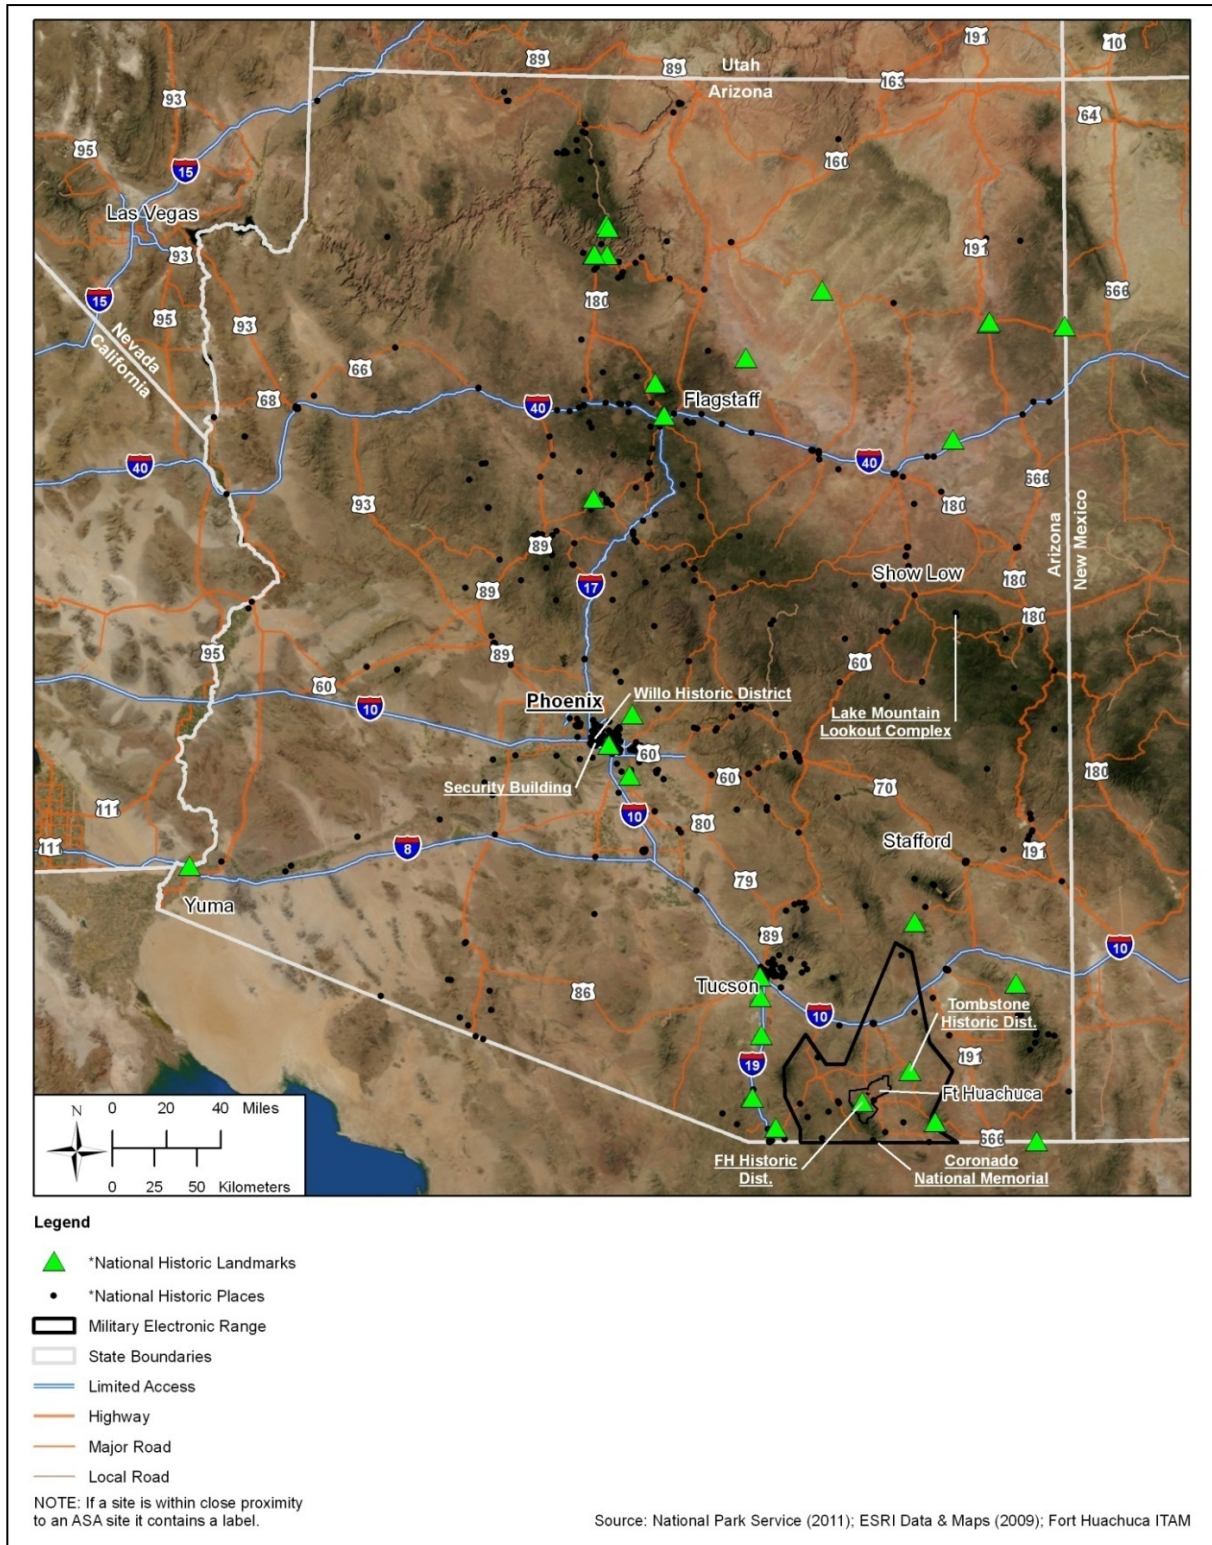 191
10
89
89
Utah
Arizona
163
93
64
95
160
15
Las Vegas
93
191
15
180
666
95
93
Nevada
California
66
68
40
Flagstaff
40
40
666
93
180
89
Arizona
New Mexico
Show Low
17
180
89
180
95
89
60
60
Willo Historic District
Phoenix
10
Lake Mountain
Lookout Complex
60
60
180
Security Building
70
111
10
80
111
8
Stafford
191
79
Yuma
89
10
Tucson
86
Tombstone
Historic Dist.
10
191
19
Ft Huachuca
666
FH Historic
Dist.
Coronado
National Memorial
N
0 20 40 Miles
0 25 50 Kilometers
Legend
*National Historic Landmarks
*National Historic Places
Military Electronic Range
State Boundaries
Limited Access
Highway
Major Road
Local Road
NOTE: If a site is within close proximity
to an ASA site it contains a label.
Source: National Park Service (2011); ESRI Data & Maps (2009); Fort Huachuca ITAM